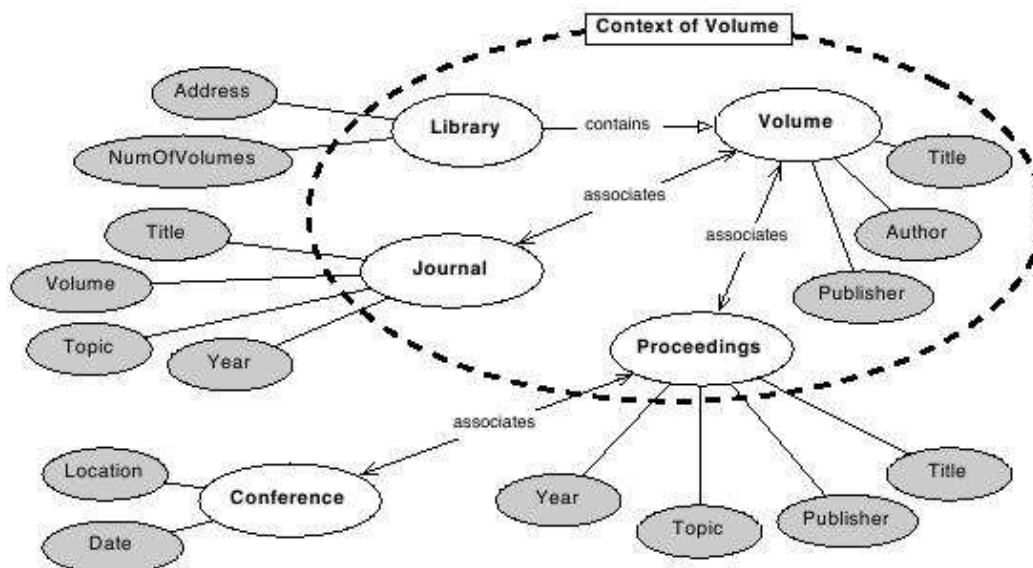 Context of Volume
Address
Library
contains
Volume
NumOfVolumes
Title
associates
Title
Author
associates
Journal
Volume
Publisher
Topic
Year
Proceedings
associates
Location
Conference
Title
Year
Topic
Publisher
Date